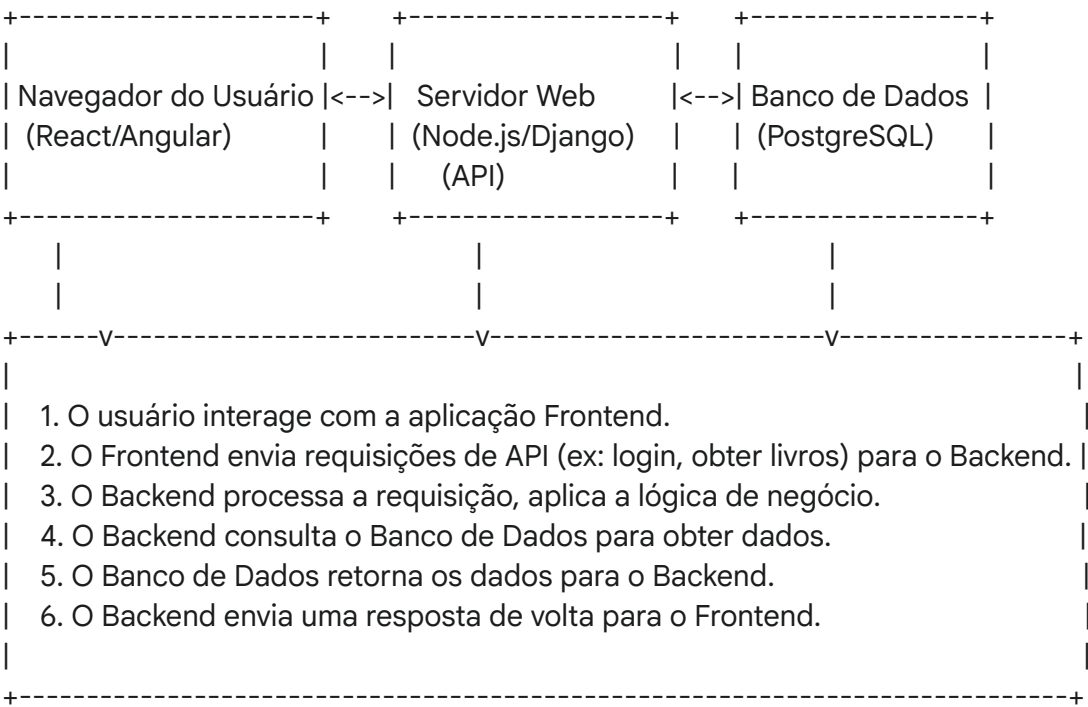 +----------------------+ +-------------------+ +-----------------+
| | | | | |
| Navegador do Usuário |<-->| Servidor Web |<-->| Banco de Dados |
| (React/Angular) | | (Node.js/Django) | | (PostgreSQL) |
| | | (API) | | |
+----------------------+ +-------------------+ +-----------------+
| | |
| | |
+------v---------------------------v-------------------------v-----------------+
| |
| 1. O usuário interage com a aplicação Frontend. |
| 2. O Frontend envia requisições de API (ex: login, obter livros) para o Backend. |
| 3. O Backend processa a requisição, aplica a lógica de negócio. |
| 4. O Backend consulta o Banco de Dados para obter dados. |
| 5. O Banco de Dados retorna os dados para o Backend. |
| 6. O Backend envia uma resposta de volta para o Frontend. |
| |
+------------------------------------------------------------------------------+